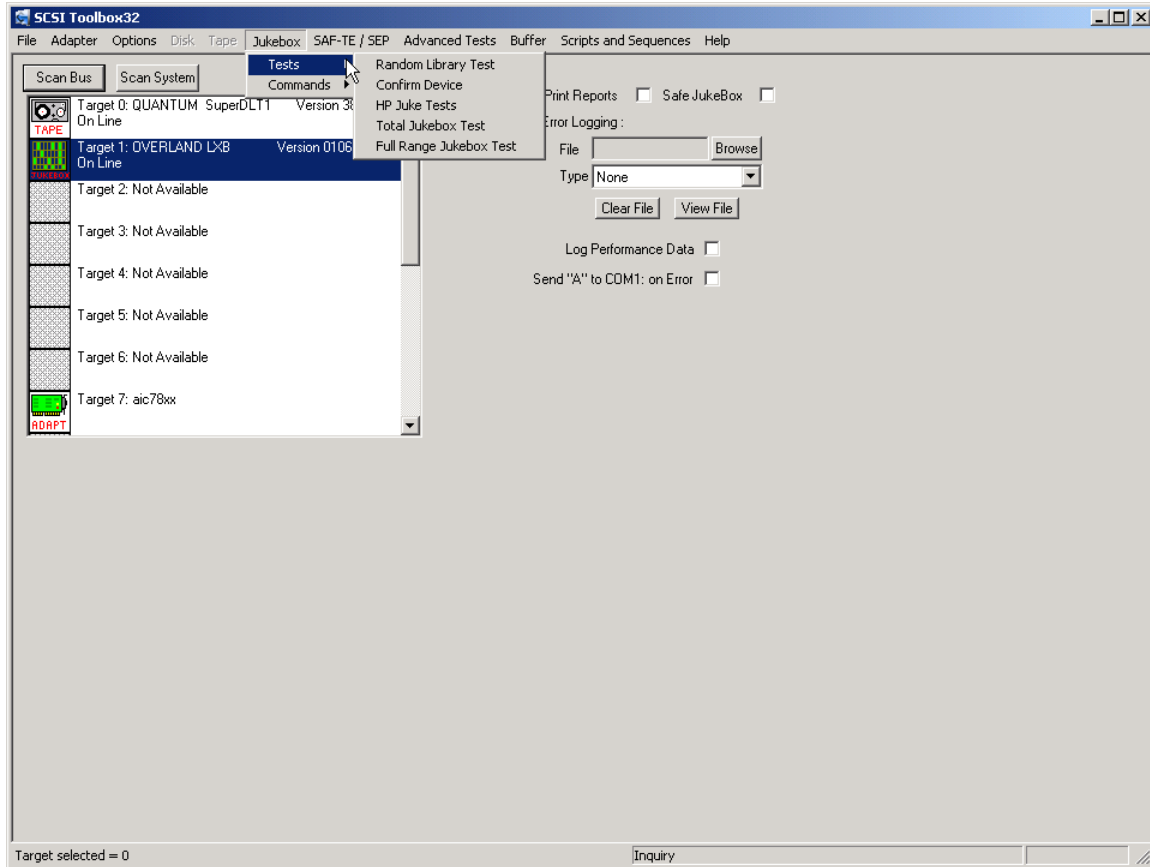 SCSI Toolbox32
File Adapter Options Disk Tape Jukebox SAF-TE / SEP Advanced Tests Buffer Scripts and Sequences Help
Scan Bus Scan System
Tests
Commands
Random Library Test
Confirm Device
HP Juke Tests
Total Jukebox Test
Full Range Jukebox Test
TAPE
Target 0: QUANTUM SuperDLT1 Version 38
On Line
JUKEBOX
Target 1: OVERLAND LXB Version 0106
On Line
Target 2: Not Available
Target 3: Not Available
Target 4: Not Available
Target 5: Not Available
Target 6: Not Available
ADAPT
Target 7: aic78xx
Print Reports Safe JukeBox
Error Logging :
File Browse
Type None
Clear File View File
Log Performance Data
Send "A" to COM1: on Error
Target selected = 0 Inquiry